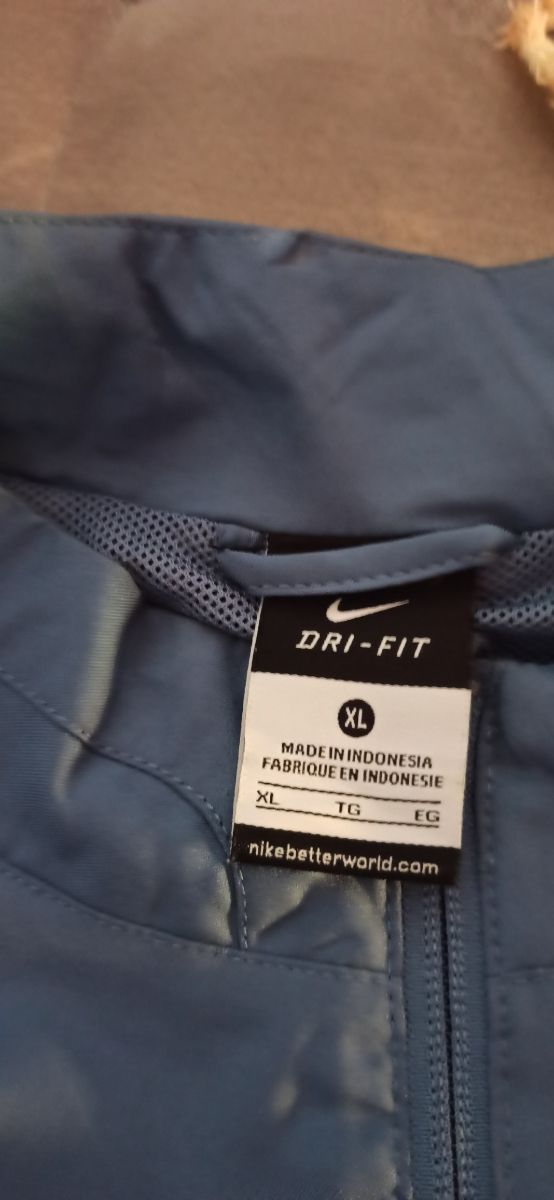 DRI-FIT
XL
MADE IN INDONESIA
FABRIQUE EN INDONESIE
XL TG EG
nikebetterworld.com